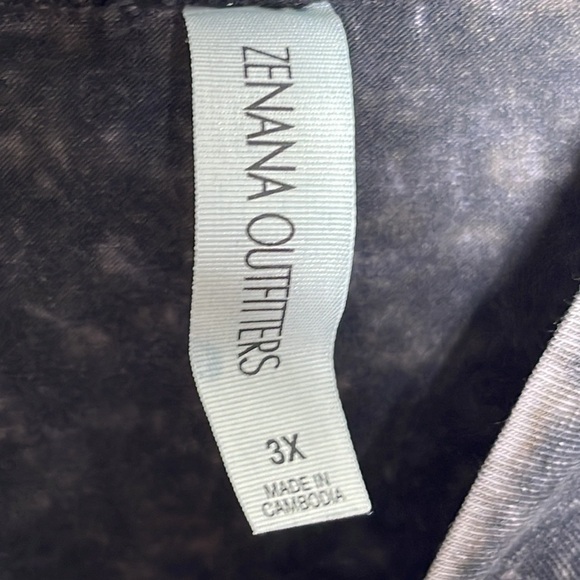 ZENANA OUTFITTERS
3X
MADE IN
CAMBODIA